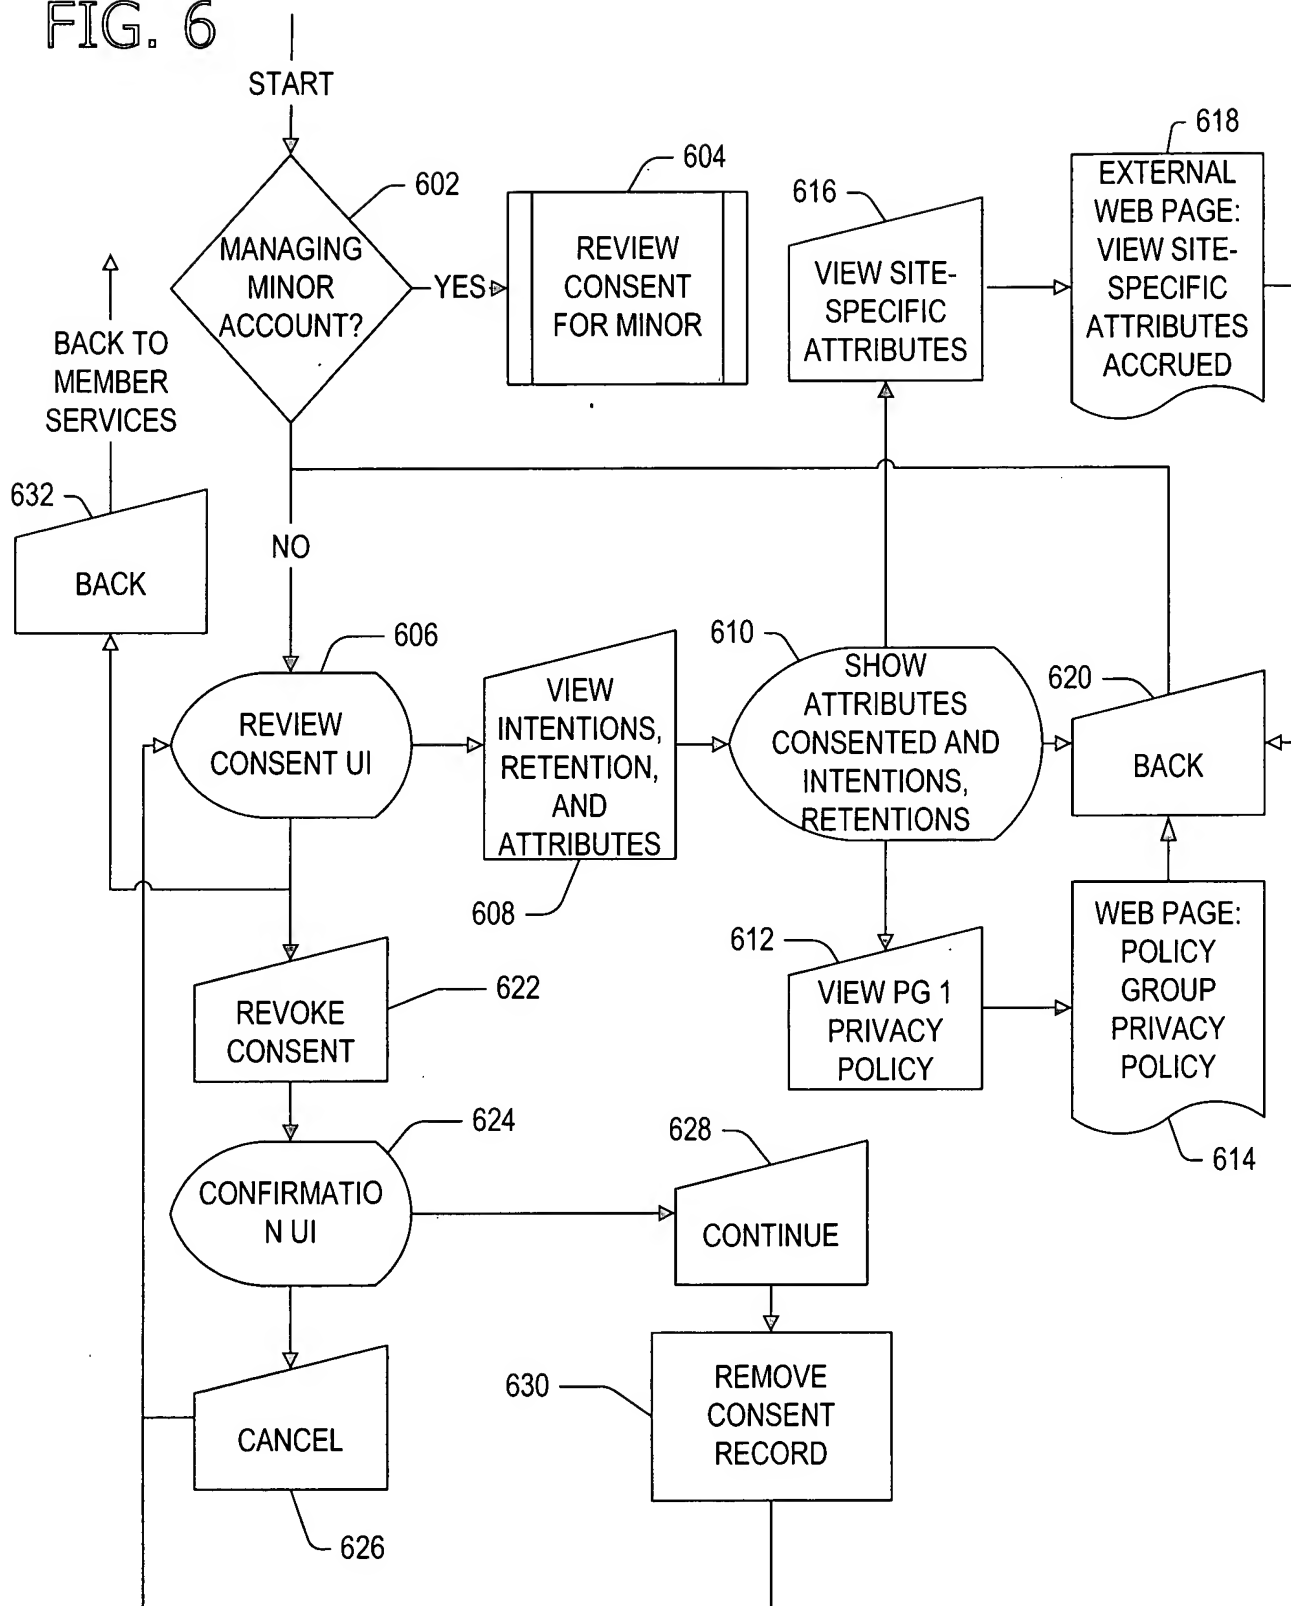 FIG. 6
START
602
MANAGING
MINOR
ACCOUNT?
YES
604
REVIEW
CONSENT
FOR MINOR
616
VIEW SITE-
SPECIFIC
ATTRIBUTES
618
EXTERNAL
WEB PAGE:
VIEW SITE-
SPECIFIC
ATTRIBUTES
ACCRUED
BACK TO
MEMBER
SERVICES
632
BACK
NO
606
REVIEW
CONSENT UI
VIEW
INTENTIONS,
RETENTION,
AND
ATTRIBUTES
608
610
SHOW
ATTRIBUTES
CONSENTED AND
INTENTIONS,
RETENTIONS
620
BACK
612
VIEW PG 1
PRIVACY
POLICY
WEB PAGE:
POLICY
GROUP
PRIVACY
POLICY
614
REVOKE
CONSENT
622
624
CONFIRMATIO
N UI
628
CONTINUE
630
REMOVE
CONSENT
RECORD
CANCEL
626